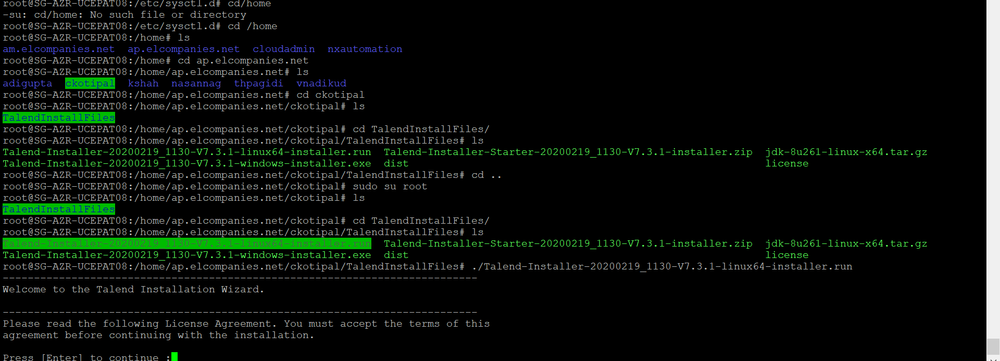 root@SG-AZR-UCEPAT08:/etc/sysctl.d# cd/home
-su: cd/home: No such file or directory
root@SG-AZR-UCEPAT08:/etc/sysctl.d# cd /home
root@SG-AZR-UCEPAT08:/home# ls
am.elcompanies.net  ap.elcompanies.net  cloudadmin  nxautomation
root@SG-AZR-UCEPAT08:/home# cd ap.elcompanies.net
root@SG-AZR-UCEPAT08:/home/ap.elcompanies.net# ls
adigupta  ckotipal  kshah  nasannag  thpagidi  vnadikud
root@SG-AZR-UCEPAT08:/home/ap.elcompanies.net# cd ckotipal
root@SG-AZR-UCEPAT08:/home/ap.elcompanies.net/ckotipal# ls
TalendInstallFiles
root@SG-AZR-UCEPAT08:/home/ap.elcompanies.net/ckotipal# cd TalendInstallFiles/
root@SG-AZR-UCEPAT08:/home/ap.elcompanies.net/ckotipal/TalendInstallFiles# ls
Talend-Installer-20200219_1130-V7.3.1-linux64-installer.run  Talend-Installer-Starter-20200219_1130-V7.3.1-installer.zip  jdk-8u261-linux-x64.tar.gz
Talend-Installer-20200219_1130-V7.3.1-windows-installer.exe  dist  license
root@SG-AZR-UCEPAT08:/home/ap.elcompanies.net/ckotipal/TalendInstallFiles# cd ..
root@SG-AZR-UCEPAT08:/home/ap.elcompanies.net/ckotipal# sudo su root
root@SG-AZR-UCEPAT08:/home/ap.elcompanies.net/ckotipal# ls
TalendInstallFiles
root@SG-AZR-UCEPAT08:/home/ap.elcompanies.net/ckotipal# cd TalendInstallFiles/
root@SG-AZR-UCEPAT08:/home/ap.elcompanies.net/ckotipal/TalendInstallFiles# ls
Talend-Installer-20200219_1130-V7.3.1-linux64-installer.run  Talend-Installer-Starter-20200219_1130-V7.3.1-installer.zip  jdk-8u261-linux-x64.tar.gz
Talend-Installer-20200219_1130-V7.3.1-windows-installer.exe  dist  license
root@SG-AZR-UCEPAT08:/home/ap.elcompanies.net/ckotipal/TalendInstallFiles# ./Talend-Installer-20200219_1130-V7.3.1-linux64-installer.run
----------------------------------------------------------------------------
Welcome to the Talend Installation Wizard.
----------------------------------------------------------------------------
Please read the following License Agreement. You must accept the terms of this
agreement before continuing with the installation.
Press [Enter] to continue :